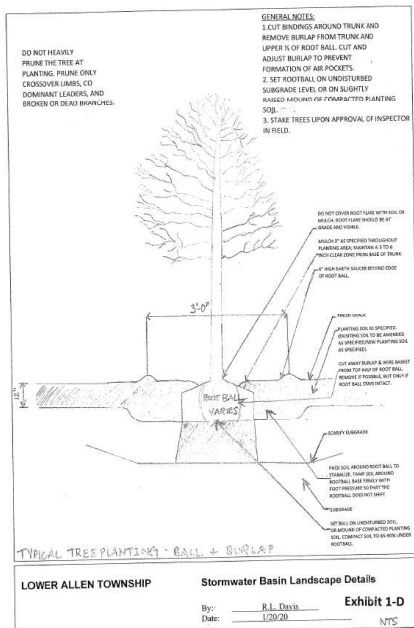 GENERAL NOTES:
1.CUT BINDINGS AROUND TRUNK AND
REMOVE BURLAP FROM TRUNK AND
UPPER ⅓ OF ROOT BALL. CUT AND
ADJUST BURLAP TO PREVENT
FORMATION OF AIR POCKETS.
2. SET ROOTBALL ON UNDISTURBED
SUBGRADE LEVEL OR ON SLIGHTLY
RAISED MOUND OF COMPACTED PLANTING
SOIL.
3. STAKE TREES UPON APPROVAL OF INSPECTOR
IN FIELD.
DO NOT HEAVILY
PRUNE THE TREE AT
PLANTING. PRUNE ONLY
CROSSOVER LIMBS, CO
DOMINANT LEADERS, AND
BROKEN OR DEAD BRANCHES.
DO NOT COVER ROOT FLARE WITH SOIL OR
MULCH. ROOT FLARE SHOULD BE AT
GRADE AND VISIBLE.
MULCH 3" AS SPECIFIED THROUGHOUT
PLANTING AREA; MAINTAIN A 3 TO 6
INCH CLEAR ZONE FROM BASE OF TRUNK.
4" HIGH EARTH SAUCER BEYOND EDGE
OF ROOT BALL.
3'-0"
FINISH GRADE
PLANTING SOIL AS SPECIFIED.
(EXISITING SOIL TO BE AMENDED
AS SPECIFIED/NEW PLANTING SOIL
AS SPECIFIED).
CUT AWAY BURLAP & WIRE BASKET
FROM TOP HALF OF ROOT BALL.
REMOVE IF POSSIBLE, BUT ONLY IF
ROOT BALL STAYS INTACT.
12"
ROOT BALL
VARIES
SCARIFY SUBGRADE
PACK SOIL AROUND ROOT BALL TO
STABALIZE. TAMP SOIL AROUND
ROOTBALL BASE FIRMLY WITH
FOOT PRESSURE SO THAT THE
ROOTBALL DOES NOT SHIFT.
SUBGRADE
SET BALL ON UNDISTURBED SOIL,
OR MOUND OF COMPACTED PLANTING
SOIL. COMPACT SOIL TO 85-90% UNDER
ROOTBALL.
TYPICAL TREE PLANTING - BALL & BURLAP
LOWER ALLEN TOWNSHIP
Stormwater Basin Landscape Details
By: R.L. Davis
Exhibit 1-D
Date: 1/20/20
NTS